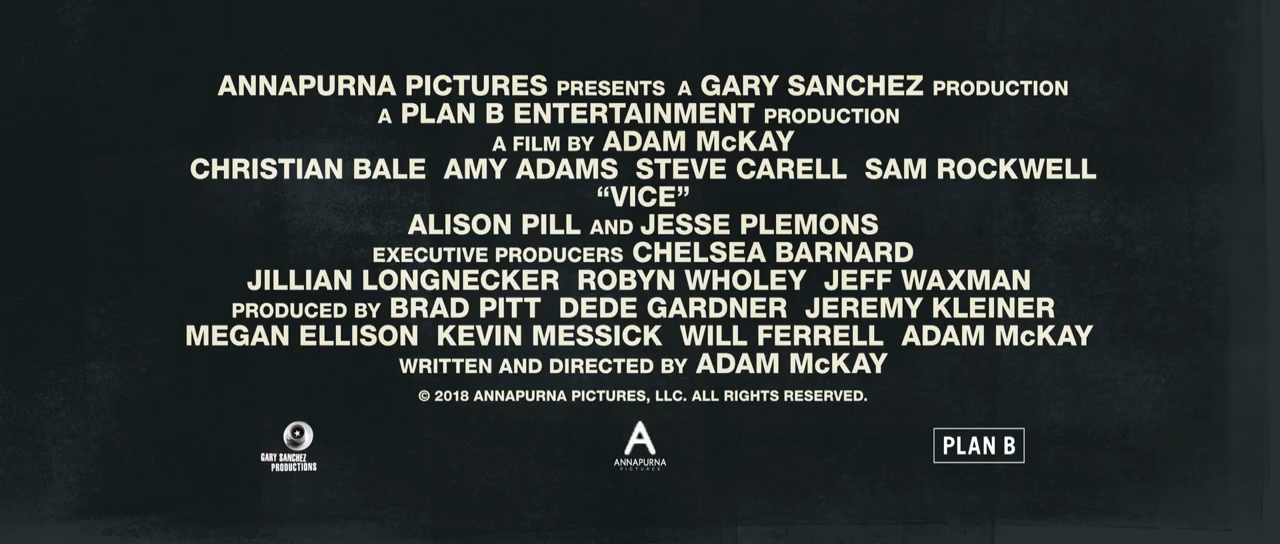 ANNAPURNA PICTURES PRESENTS A GARY SANCHEZ PRODUCTION
A PLAN B ENTERTAINMENT PRODUCTION
A FILM BY ADAM McKAY
CHRISTIAN BALE AMY ADAMS STEVE CARELL SAM ROCKWELL
“VICE”
ALISON PILL AND JESSE PLEMONS
EXECUTIVE PRODUCERS CHELSEA BARNARD
JILLIAN LONGNECKER ROBYN WHOLEY JEFF WAXMAN
PRODUCED BY BRAD PITT DEDE GARDNER JEREMY KLEINER
MEGAN ELLISON KEVIN MESSICK WILL FERRELL ADAM McKAY
WRITTEN AND DIRECTED BY ADAM McKAY
© 2018 ANNAPURNA PICTURES, LLC. ALL RIGHTS RESERVED.
GARY SANCHEZ
PRODUCTIONS
A
ANNAPURNA
PICTURES
PLAN B